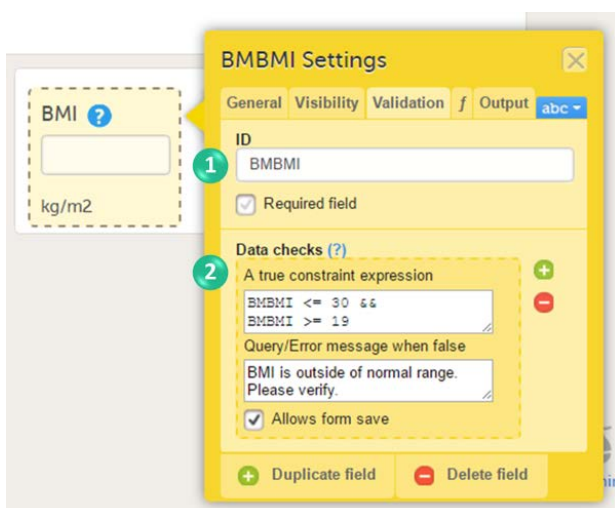 BMI ?
kg/m2
BMBMI Settings
General Visibility Validation f Output abc
ID
1 BMBMI
Required field
Data checks (?)
2 A true constraint expression
BMBMI <= 30 &&
BMBMI >= 19
Query/Error message when false
BMI is outside of normal range.
Please verify.
Allows form save
Duplicate field Delete field